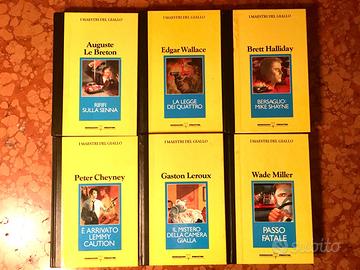 I MAESTRI DEL GIALLO
Auguste
Le Breton
RIFIFI
SULLA SENNA
I MAESTRI DEL GIALLO
Edgar Wallace
LA LEGGE
DEI QUATTRO
I MAESTRI DEL GIALLO
Brett Halliday
BERSAGLIO:
MIKE SHAYNE
I MAESTRI DEL GIALLO
Peter Cheyney
È ARRIVATO
LEMMY
CAUTION
I MAESTRI DEL GIALLO
Gaston Leroux
IL MISTERO
DELLA CAMERA
GIALLA
I MAESTRI DEL GIALLO
Wade Miller
PASSO
FATALE
subito